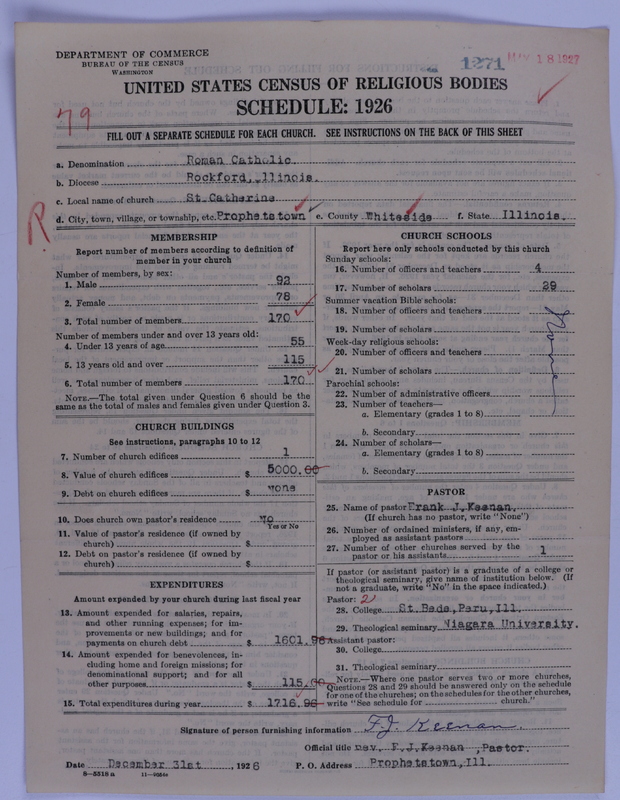 DEPARTMENT OF COMMERCE
BUREAU OF THE CENSUS
WASHINGTON
1271 MAY 18 1927
UNITED STATES CENSUS OF RELIGIOUS BODIES
SCHEDULE: 1926
79
FILL OUT A SEPARATE SCHEDULE FOR EACH CHURCH. SEE INSTRUCTIONS ON THE BACK OF THIS SHEET
a. Denomination Roman Catholic.
b. Diocese Rockford, Illinois.
c. Local name of church St.Catherine
d. City, town, village, or township, etc. Prophetstown e. County Whiteside f. State Illinois.
R
MEMBERSHIP
Report number of members according to definition of member in your church
Number of members, by sex:
1. Male 92
2. Female 78
3. Total number of members 170
Number of members under and over 13 years old:
4. Under 13 years of age 55
5. 13 years old and over 115
6. Total number of members 170
NOTE.—The total given under Question 6 should be the same as the total of males and females given under Question 3.
CHURCH BUILDINGS
See instructions, paragraphs 10 to 12
7. Number of church edifices 1
8. Value of church edifices $ 5000.00
9. Debt on church edifices $ None
10. Does church own pastor's residence No
Yes or No
11. Value of pastor's residence (if owned by church) $
12. Debt on pastor's residence (if owned by church) $
EXPENDITURES
Amount expended by your church during last fiscal year
13. Amount expended for salaries, repairs, and other running expenses; for improvements or new buildings; and for payments on church debt $ 1601.96
14. Amount expended for benevolences, including home and foreign missions; for denominational support; and for all other purposes $ 115.00
15. Total expenditures during year $ 1716.96
CHURCH SCHOOLS
Report here only schools conducted by this church
Sunday schools:
16. Number of officers and teachers 4
17. Number of scholars 29
Summer vacation Bible schools:
18. Number of officers and teachers
19. Number of scholars
Week-day religious schools:
20. Number of officers and teachers
21. Number of scholars
Parochial schools:
22. Number of administrative officers
23. Number of teachers—
a. Elementary (grades 1 to 8)
b. Secondary
24. Number of scholars—
a. Elementary (grades 1 to 8)
b. Secondary
None
PASTOR
25. Name of pastor Frank J.Keenan.
(If church has no pastor, write "None")
26. Number of ordained ministers, if any, employed as assistant pastors
27. Number of other churches served by the pastor or his assistants 1
If pastor (or assistant pastor) is a graduate of a college or theological seminary, give name of institution below. (If not a graduate, write "No" in the space indicated.)
Pastor: 2
28. College St.Bede,Peru,Ill.
29. Theological seminary Niagara University.
Assistant pastor:
30. College
31. Theological seminary
NOTE.—Where one pastor serves two or more churches, Questions 28 and 29 should be answered only on the schedule for one of the churches; on the schedules for the other churches, write "See schedule for church."
Signature of person furnishing information F.J. Keenan
Official title Rev. F.J.Keenan ,Pastor.
Date December 31st , 1926 P. O. Address Prophetstown,Ill.
8—5518a